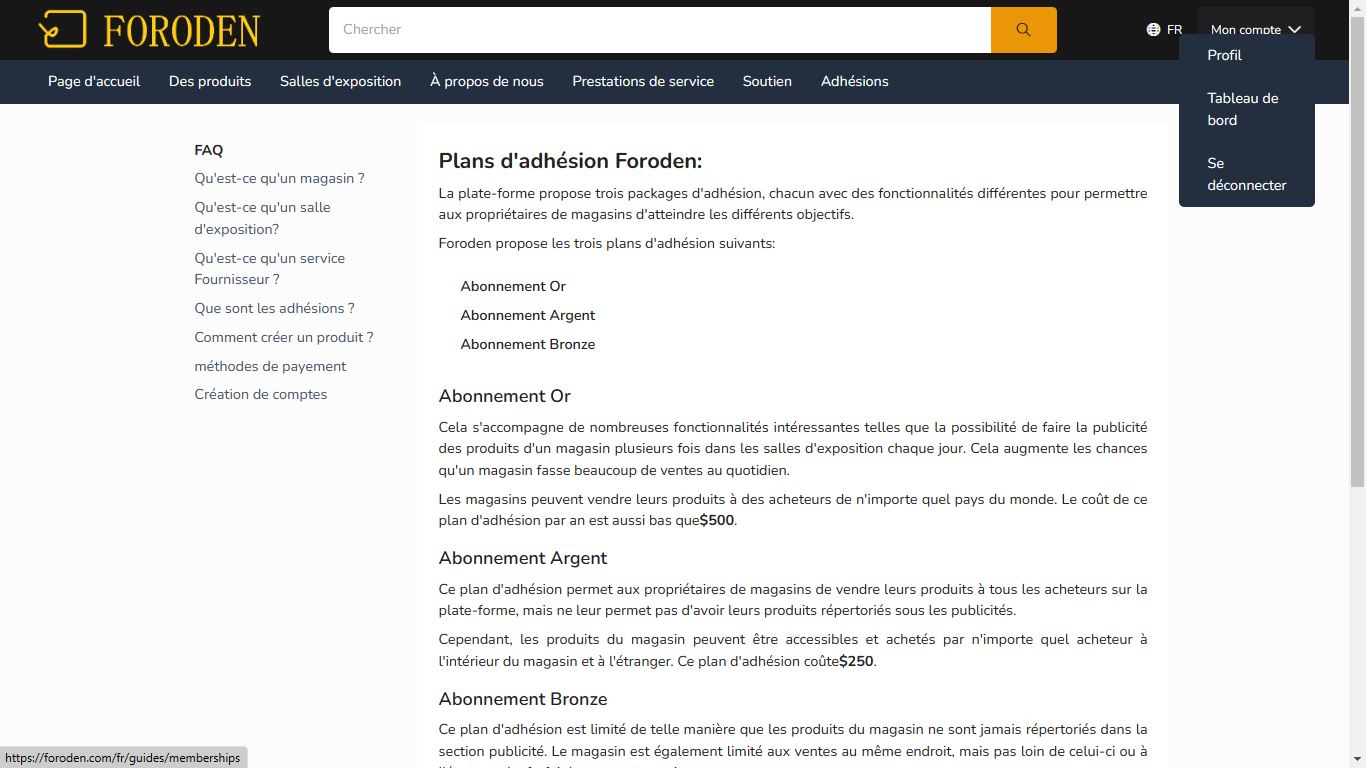 FORODEN
Chercher
FR
Mon compte
Profil
Tableau de
bord
Se
déconnecter
Page d'accueil
Des produits
Salles d'exposition
À propos de nous
Prestations de service
Soutien
Adhésions
FAQ
Qu'est-ce qu'un magasin ?
Qu'est-ce qu'un salle
d'exposition?
Qu'est-ce qu'un service
Fournisseur ?
Que sont les adhésions ?
Comment créer un produit ?
méthodes de payement
Création de comptes
Plans d'adhésion Foroden:
La plate-forme propose trois packages d'adhésion, chacun avec des fonctionnalités différentes pour permettre
aux propriétaires de magasins d'atteindre les différents objectifs.
Foroden propose les trois plans d'adhésion suivants:
Abonnement Or
Abonnement Argent
Abonnement Bronze
Abonnement Or
Cela s'accompagne de nombreuses fonctionnalités intéressantes telles que la possibilité de faire la publicité
des produits d'un magasin plusieurs fois dans les salles d'exposition chaque jour. Cela augmente les chances
qu'un magasin fasse beaucoup de ventes au quotidien.
Les magasins peuvent vendre leurs produits à des acheteurs de n'importe quel pays du monde. Le coût de ce
plan d'adhésion par an est aussi bas que$500.
Abonnement Argent
Ce plan d'adhésion permet aux propriétaires de magasins de vendre leurs produits à tous les acheteurs sur la
plate-forme, mais ne leur permet pas d'avoir leurs produits répertoriés sous les publicités.
Cependant, les produits du magasin peuvent être accessibles et achetés par n'importe quel acheteur à
l'intérieur du magasin et à l'étranger. Ce plan d'adhésion coûte$250.
Abonnement Bronze
Ce plan d'adhésion est limité de telle manière que les produits du magasin ne sont jamais répertoriés dans la
section publicité. Le magasin est également limité aux ventes au même endroit, mais pas loin de celui-ci ou à
https://foroden.com/fr/guides/memberships